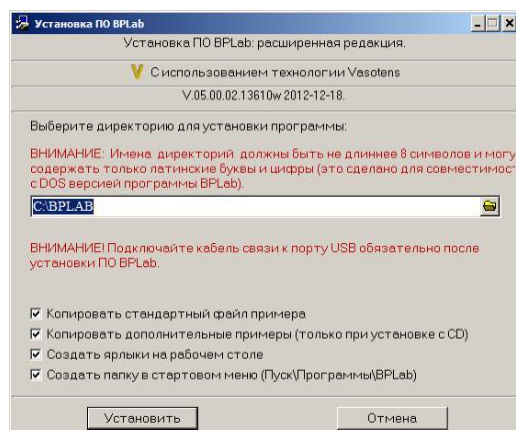 Установка ПО BPLab
Установка ПО BPLab: расширенная редакция.
С использованием технологии Vasotens
V.05.00.02.13610w 2012-12-18.
Выберите директорию для установки программы:
ВНИМАНИЕ: Имена директорий должны быть не длиннее 8 символов и могу
содержать только латинские буквы и цифры (это сделано для совместимос
с DOS версией программы BPLab).
C:\BPLAB
ВНИМАНИЕ! Подключайте кабель связи к порту USB обязательно после
установки ПО BPLab.
Копировать стандартный файл примера
Копировать дополнительные примеры (только при установке с CD)
Создать ярлыки на рабочем столе
Создать папку в стартовом меню (Пуск\Программы\BPLab)
Установить
Отмена